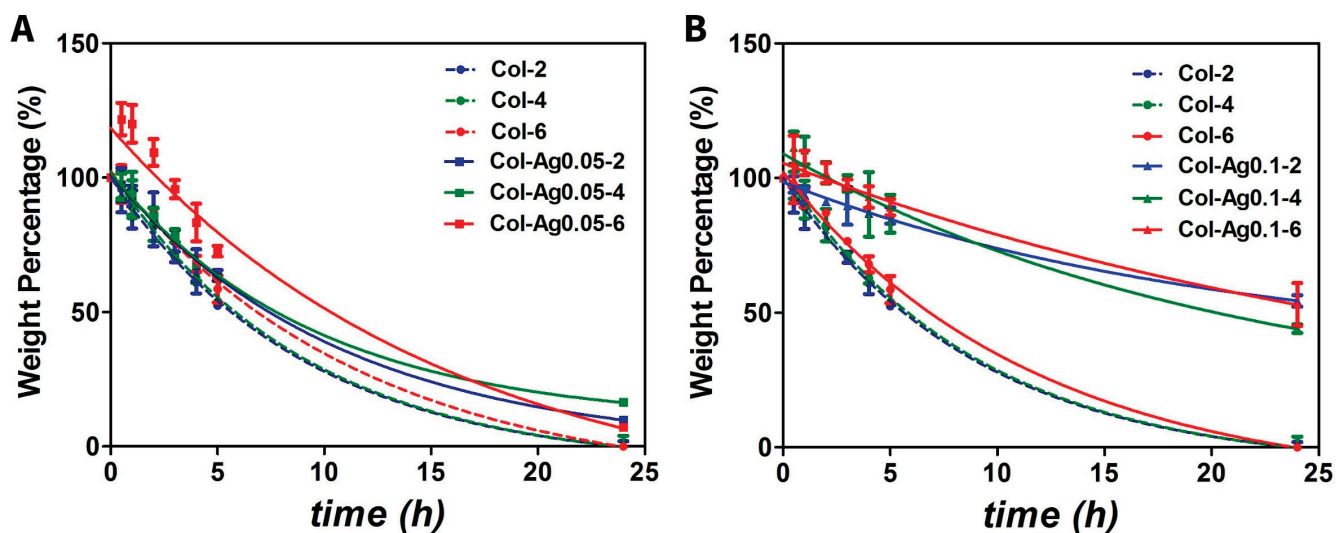 A
Weight Percentage (%)
150
100
50
0
0 5 10 15 20 25
time (h)
Col-2
Col-4
Col-6
Col-Ag0.05-2
Col-Ag0.05-4
Col-Ag0.05-6
B
Weight Percentage (%)
150
100
50
0
0 5 10 15 20 25
time (h)
Col-2
Col-4
Col-6
Col-Ag0.1-2
Col-Ag0.1-4
Col-Ag0.1-6